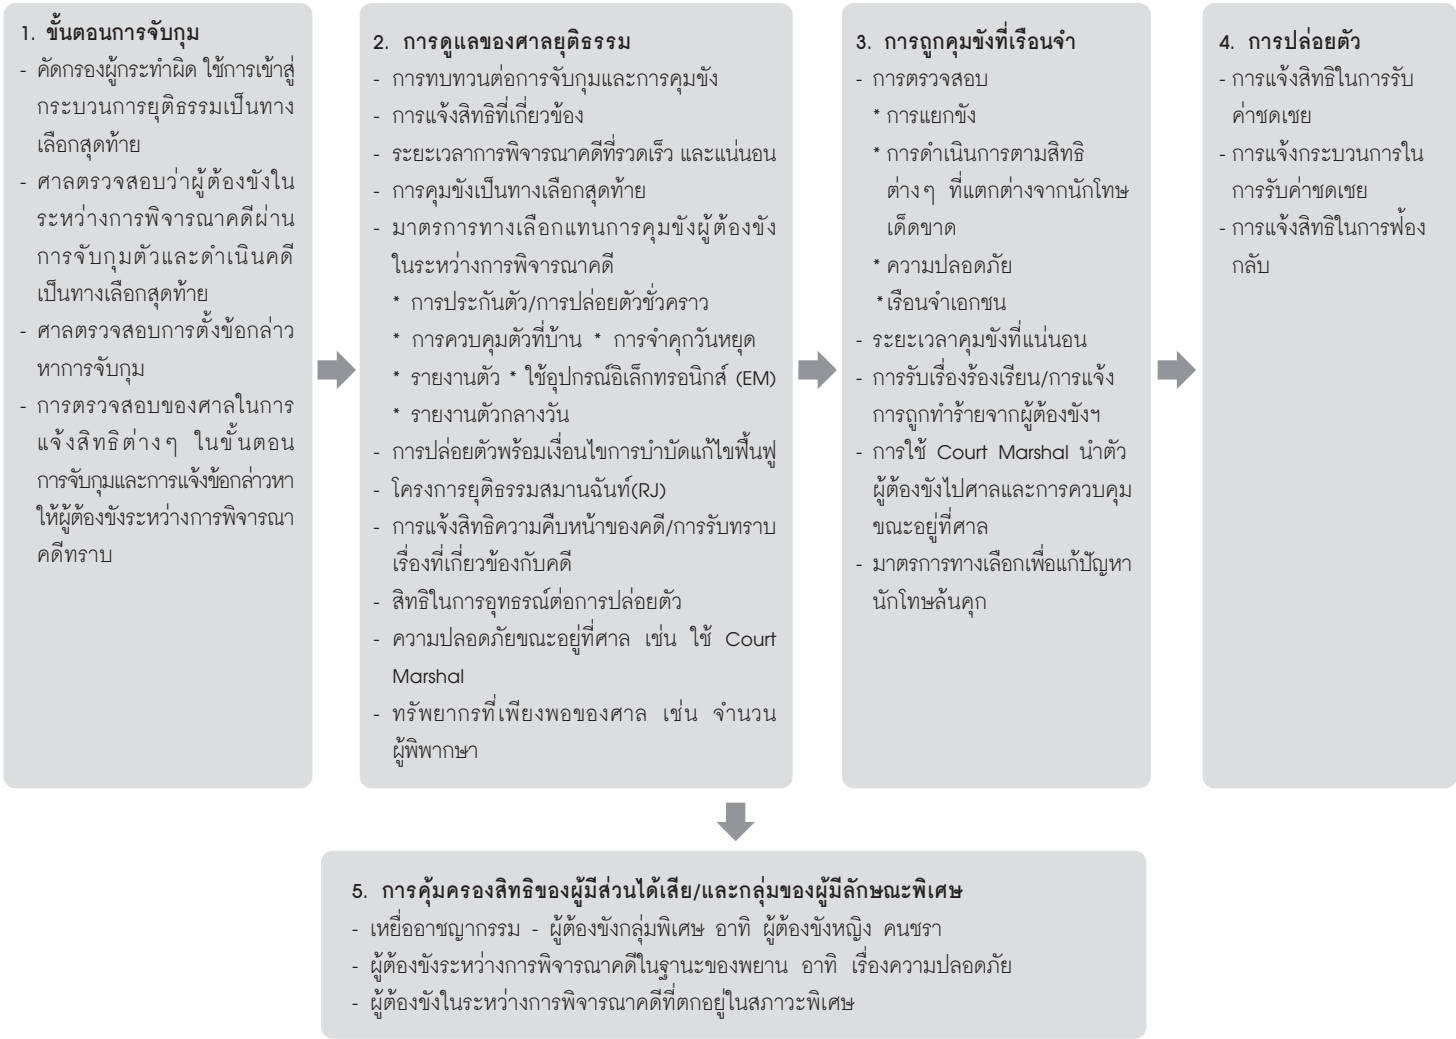 1. ขั้นตอนการจับกุม
- คัดกรองผู้กระทำผิด ใช้การเข้าสู่
กระบวนการยุติธรรมเป็นทาง
เลือกสุดท้าย
- ศาลตรวจสอบว่าผู้ต้องขังใน
ระหว่างการพิจารณาคดีผ่าน
การจับกุมตัวและดำเนินคดี
เป็นทางเลือกสุดท้าย
- ศาลตรวจสอบการตั้งข้อกล่าว
หาการจับกุม
- การตรวจสอบของศาลในการ
แจ้งสิทธิต่างๆ ในขั้นตอน
การจับกุมและการแจ้งข้อกล่าวหา
ให้ผู้ต้องขังระหว่างการพิจารณา
คดีทราบ
2. การดูแลของศาลยุติธรรม
- การทบทวนต่อการจับกุมและการคุมขัง
- การแจ้งสิทธิที่เกี่ยวข้อง
- ระยะเวลาการพิจารณาคดีที่รวดเร็ว และแน่นอน
- การคุมขังเป็นทางเลือกสุดท้าย
- มาตรการทางเลือกแทนการคุมขังผู้ต้องขัง
ในระหว่างการพิจารณาคดี
* การประกันตัว/การปล่อยตัวชั่วคราว
* การควบคุมตัวที่บ้าน * การจำคุกวันหยุด
* รายงานตัว * ใช้อุปกรณ์อิเล็กทรอนิกส์ (EM)
* รายงานตัวกลางวัน
- การปล่อยตัวพร้อมเงื่อนไขการบำบัดแก้ไขฟื้นฟู
- โครงการยุติธรรมสมานฉันท์(RJ)
- การแจ้งสิทธิความคืบหน้าของคดี/การรับทราบ
เรื่องที่เกี่ยวข้องกับคดี
- สิทธิในการอุทธรณ์ต่อการปล่อยตัว
- ความปลอดภัยขณะอยู่ที่ศาล เช่น ใช้ Court
Marshal
- ทรัพยากรที่เพียงพอของศาล เช่น จำนวน
ผู้พิพากษา
3. การถูกคุมขังที่เรือนจำ
- การตรวจสอบ
* การแยกขัง
* การดำเนินการตามสิทธิ
ต่างๆ ที่แตกต่างจากนักโทษ
เด็ดขาด
* ความปลอดภัย
*เรือนจำเอกชน
- ระยะเวลาคุมขังที่แน่นอน
- การรับเรื่องร้องเรียน/การแจ้ง
การถูกทำร้ายจากผู้ต้องขังฯ
- การใช้ Court Marshal นำตัว
ผู้ต้องขังไปศาลและการควบคุม
ขณะอยู่ที่ศาล
- มาตรการทางเลือกเพื่อแก้ปัญหา
นักโทษล้นคุก
4. การปล่อยตัว
- การแจ้งสิทธิในการรับ
ค่าชดเชย
- การแจ้งกระบวนการใน
การรับค่าชดเชย
- การแจ้งสิทธิในการฟ้อง
กลับ
5. การคุ้มครองสิทธิของผู้มีส่วนได้เสีย/และกลุ่มของผู้มีลักษณะพิเศษ
- เหยื่ออาชญากรรม - ผู้ต้องขังกลุ่มพิเศษ อาทิ ผู้ต้องขังหญิง คนชรา
- ผู้ต้องขังระหว่างการพิจารณาคดีในฐานะของพยาน อาทิ เรื่องความปลอดภัย
- ผู้ต้องขังในระหว่างการพิจารณาคดีที่ตกอยู่ในสภาวะพิเศษ